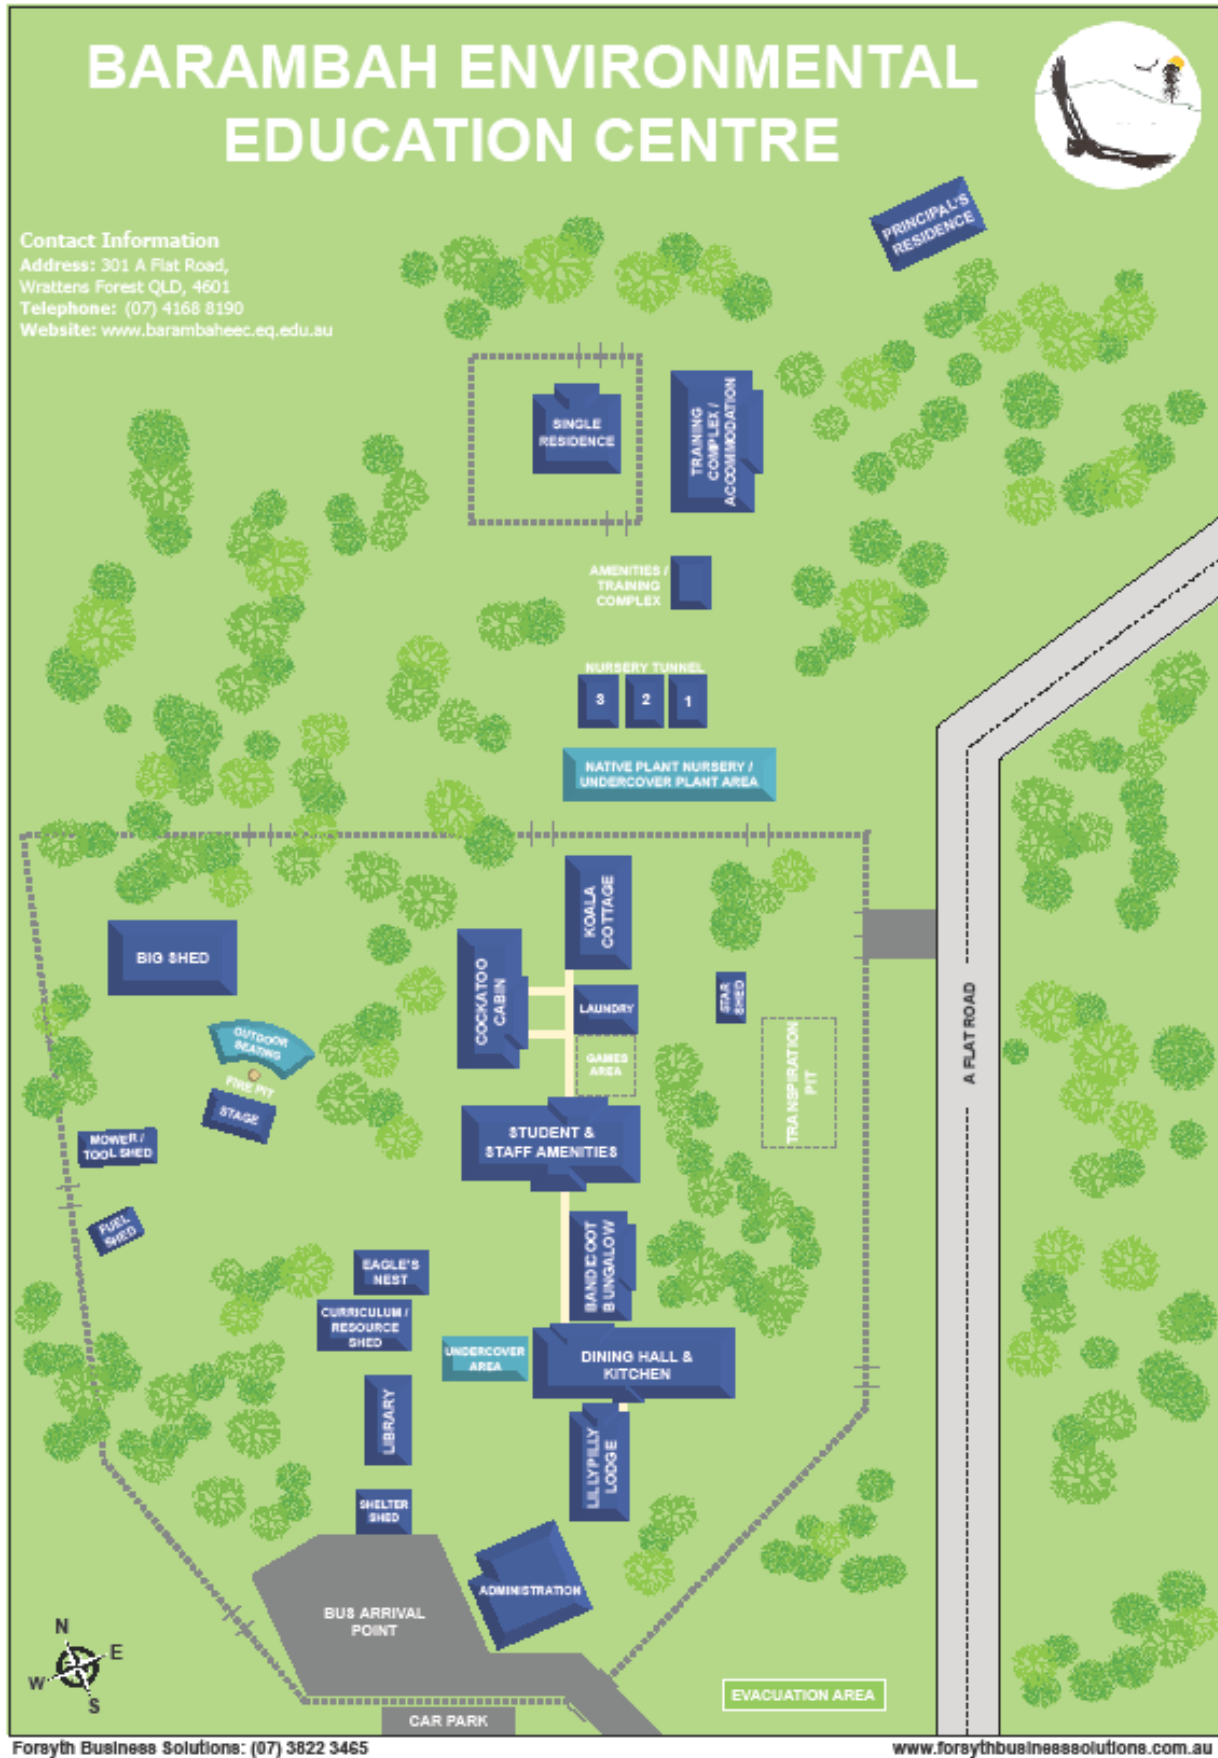 BARAMBAH ENVIRONMENTAL
EDUCATION CENTRE
PRINCIPAL'S
RESIDENCE
Contact Information
Address: 301 A Flat Road,
Wrattens Forest QLD, 4601
Telephone: (07) 4168 8190
Website: www.barambaheec.eq.edu.au
SINGLE
RESIDENCE
TRAINING
COMPLEX /
ACCOMMODATION
AMENITIES /
TRAINING
COMPLEX
NURSERY TUNNEL
3
2
1
NATIVE PLANT NURSERY /
UNDERCOVER PLANT AREA
KOALA
COTTAGE
BIG SHED
COCKATOO
CABIN
LAUNDRY
STAR
SHED
GAMES
AREA
TRANSPIRATION
PIT
A FLAT ROAD
OUTDOOR
SEATING
FIRE PIT
STAGE
MOWER /
TOOL SHED
STUDENT &
STAFF AMENITIES
FUEL
SHED
BANDICOOT
BUNGALOW
EAGLE'S
NEST
CURRICULUM /
RESOURCE
SHED
UNDERCOVER
AREA
DINING HALL &
KITCHEN
LIBRARY
LILLYPILLY
LODGE
SHELTER
SHED
ADMINISTRATION
BUS ARRIVAL
POINT
N
E
W
S
EVACUATION AREA
CAR PARK
Forsyth Business Solutions: (07) 3822 3465
www.forsythbusinesssolutions.com.au